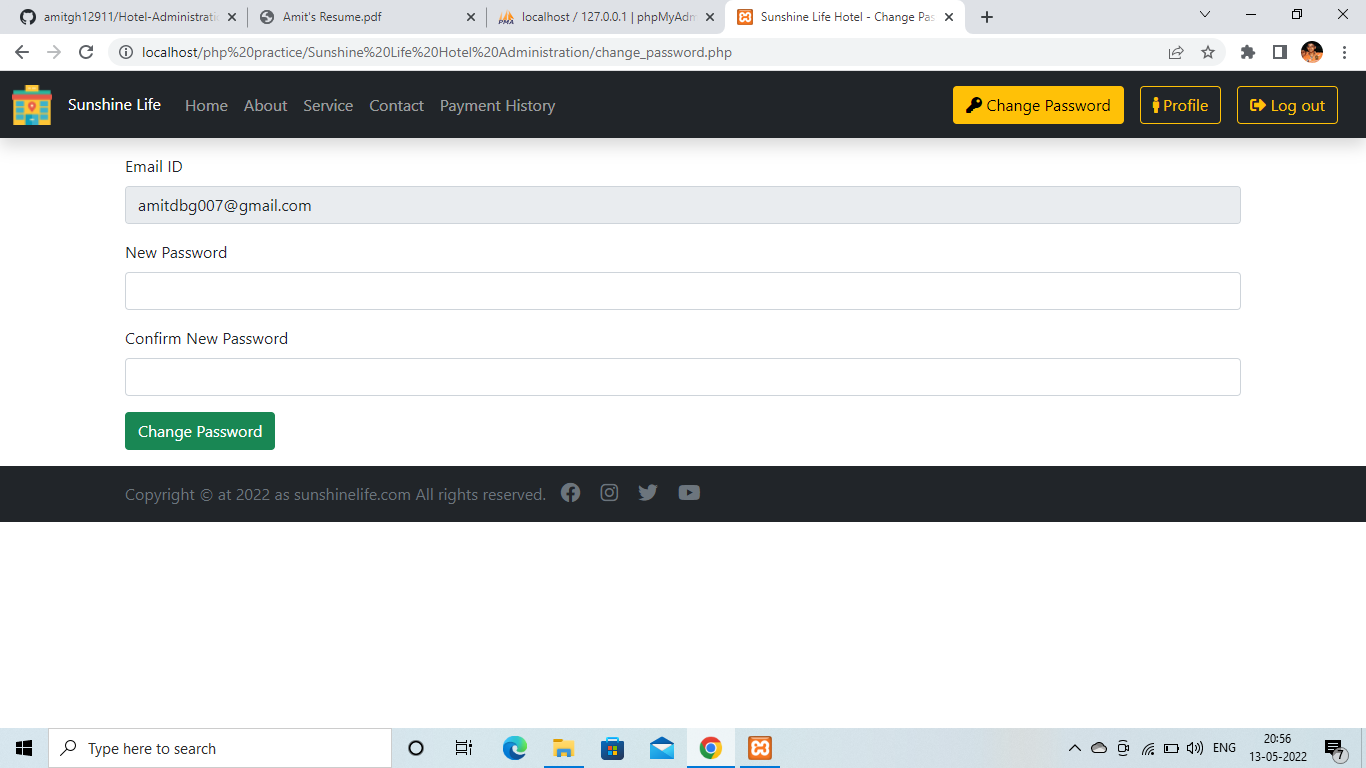 amitgh12911/Hotel-Administrati
Amit's Resume.pdf
localhost / 127.0.0.1 | phpMyAdm
Sunshine Life Hotel - Change Pas
localhost/php%20practice/Sunshine%20Life%20Hotel%20Administration/change_password.php
Sunshine Life
Home
About
Service
Contact
Payment History
Change Password
Profile
Log out
Email ID
amitdbg007@gmail.com
New Password
Confirm New Password
Change Password
Copyright © at 2022 as sunshinelife.com All rights reserved.
Type here to search
ENG
20:56
13-05-2022
7